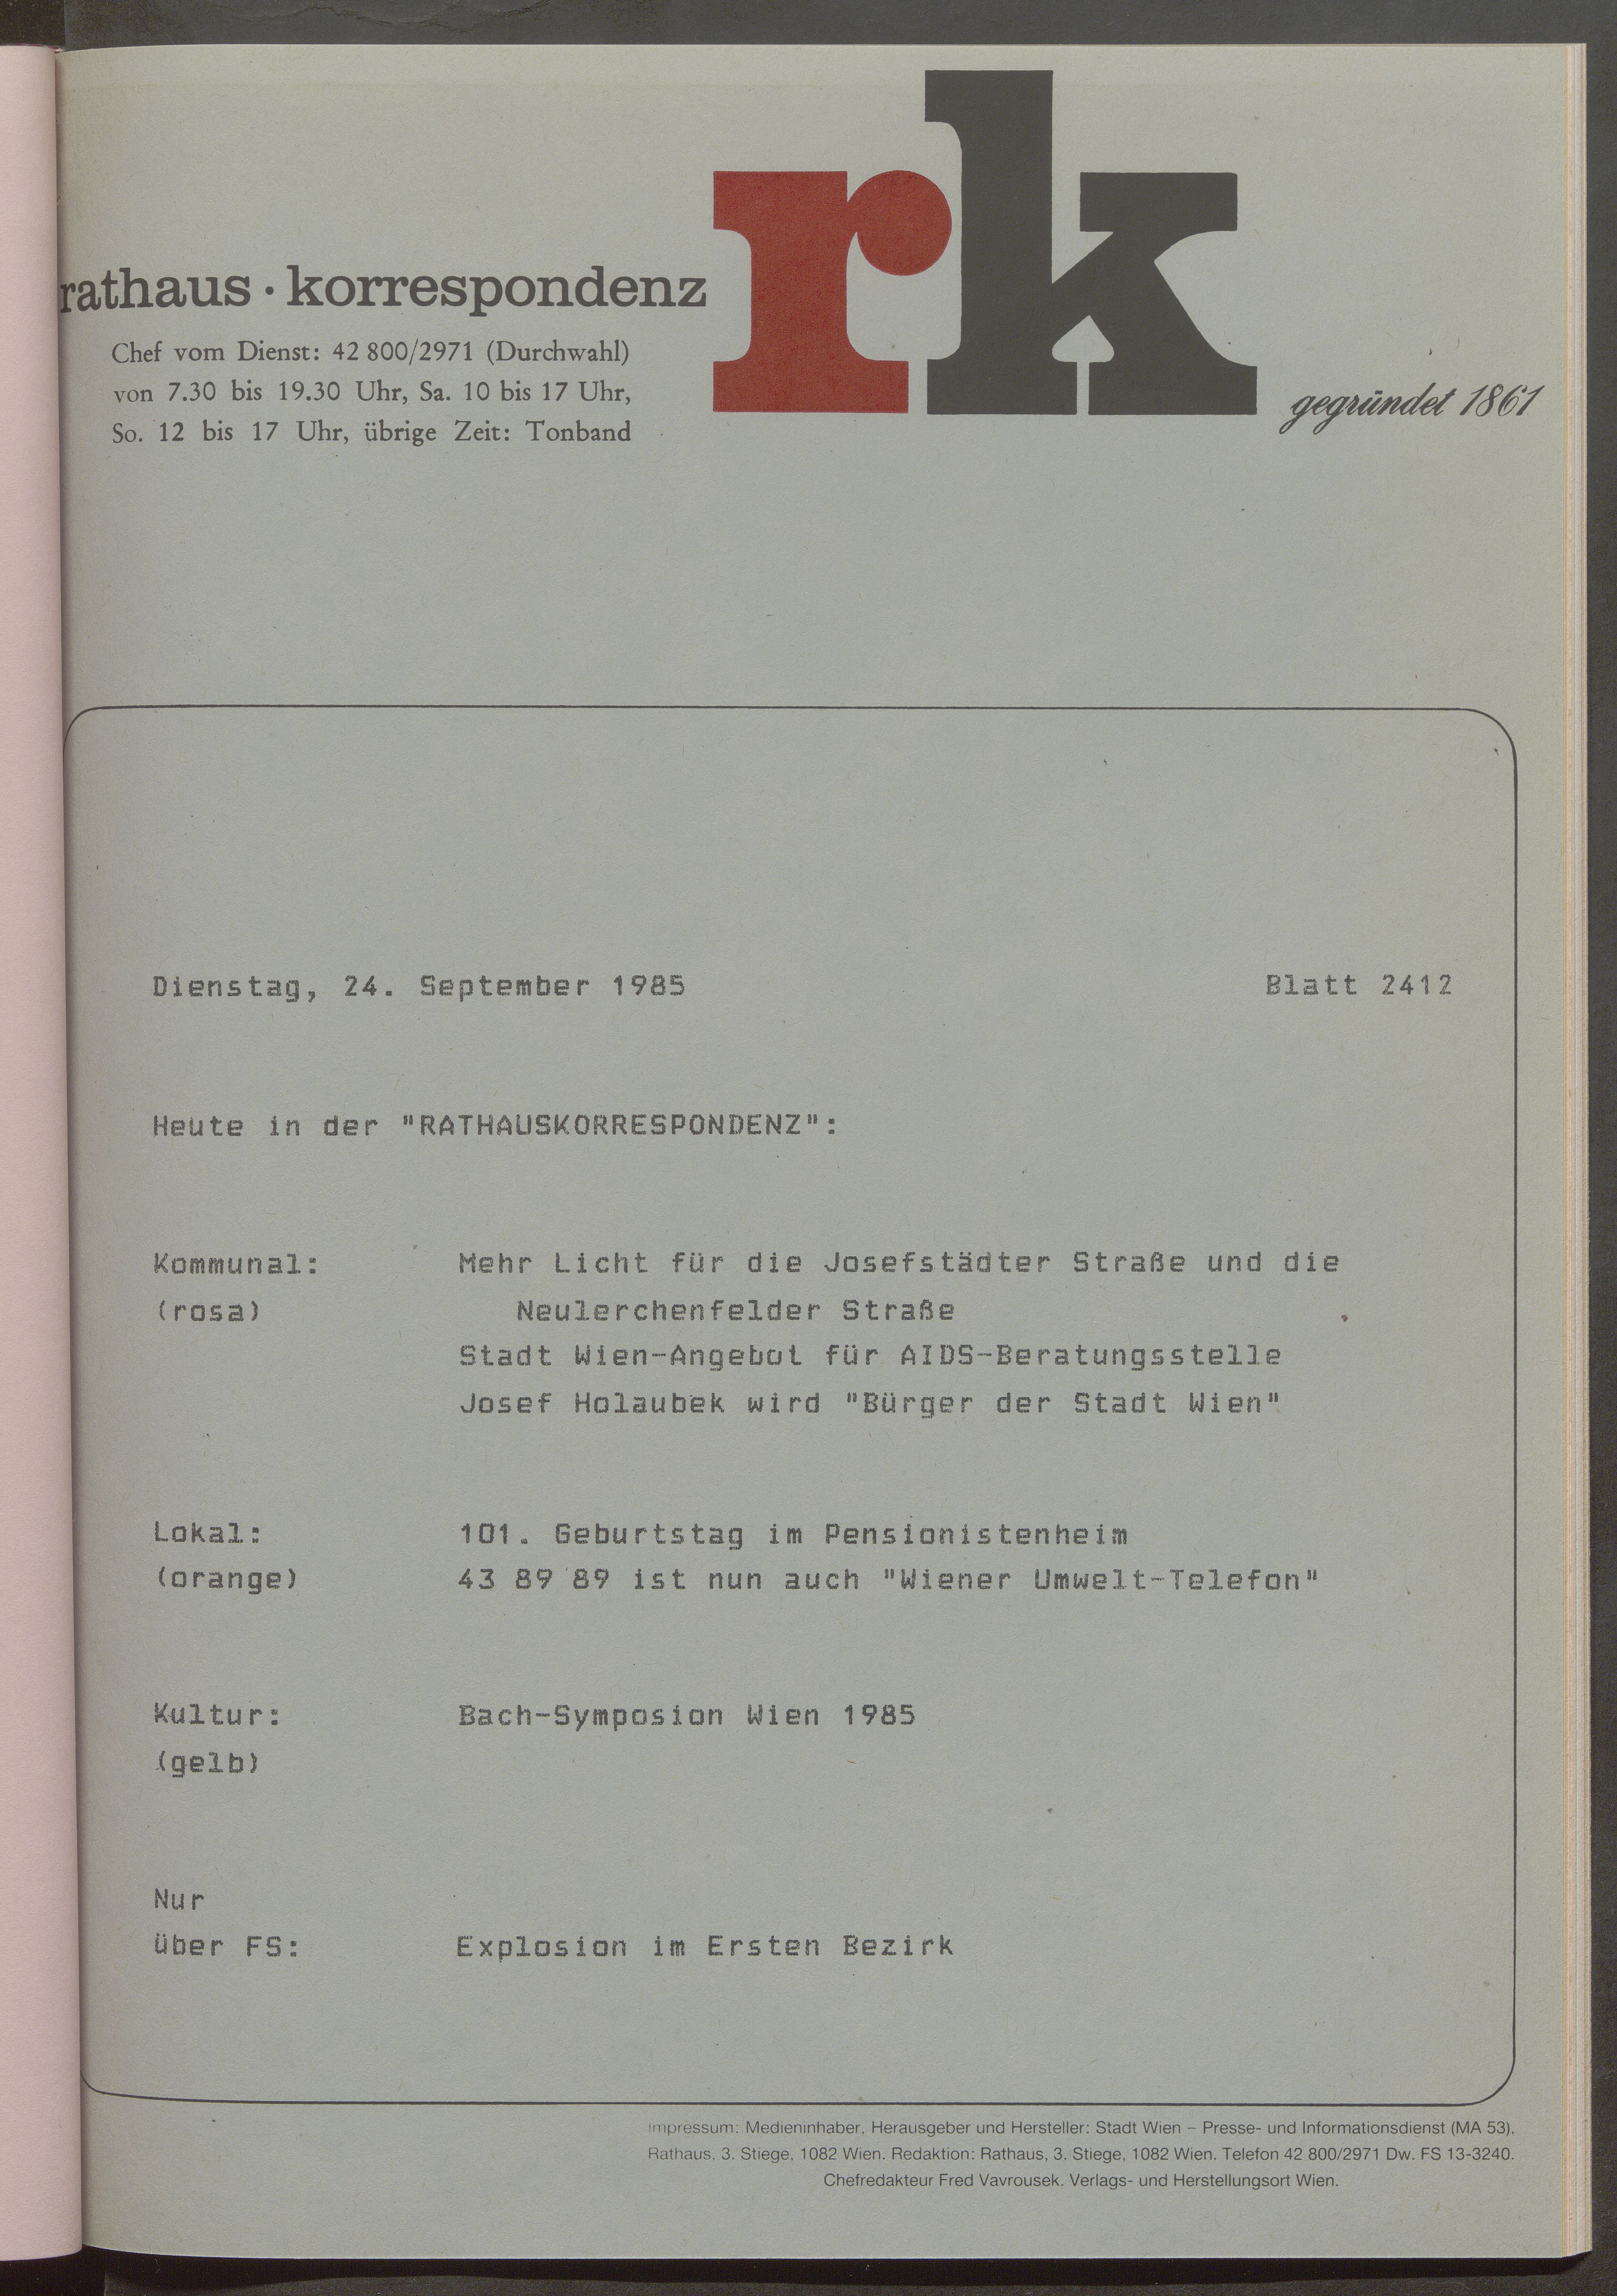 rk
rathaus · korrespondenz
Chef vom Dienst: 42 800/2971 (Durchwahl)
von 7.30 bis 19.30 Uhr, Sa. 10 bis 17 Uhr,
So. 12 bis 17 Uhr, übrige Zeit: Tonband
gegründet 1861
Dienstag, 24. September 1985 Blatt 2412
Heute in der "RATHAUSKORRESPONDENZ":
Kommunal: Mehr Licht für die Josefstädter Straße und die
(rosa) Neulerchenfelder Straße
Stadt Wien-Angebot für AIDS-Beratungsstelle
Josef Holaubek wird "Bürger der Stadt Wien"
Lokal: 101. Geburtstag im Pensionistenheim
(orange) 43 89 89 ist nun auch "Wiener Umwelt-Telefon"
Kultur: Bach-Symposion Wien 1985
(gelb)
Nur
über FS: Explosion im Ersten Bezirk
Impressum: Medieninhaber, Herausgeber und Hersteller: Stadt Wien – Presse- und Informationsdienst (MA 53),
Rathaus, 3. Stiege, 1082 Wien. Redaktion: Rathaus, 3. Stiege, 1082 Wien. Telefon 42 800/2971 Dw. FS 13-3240.
Chefredakteur Fred Vavrousek. Verlags- und Herstellungsort Wien.